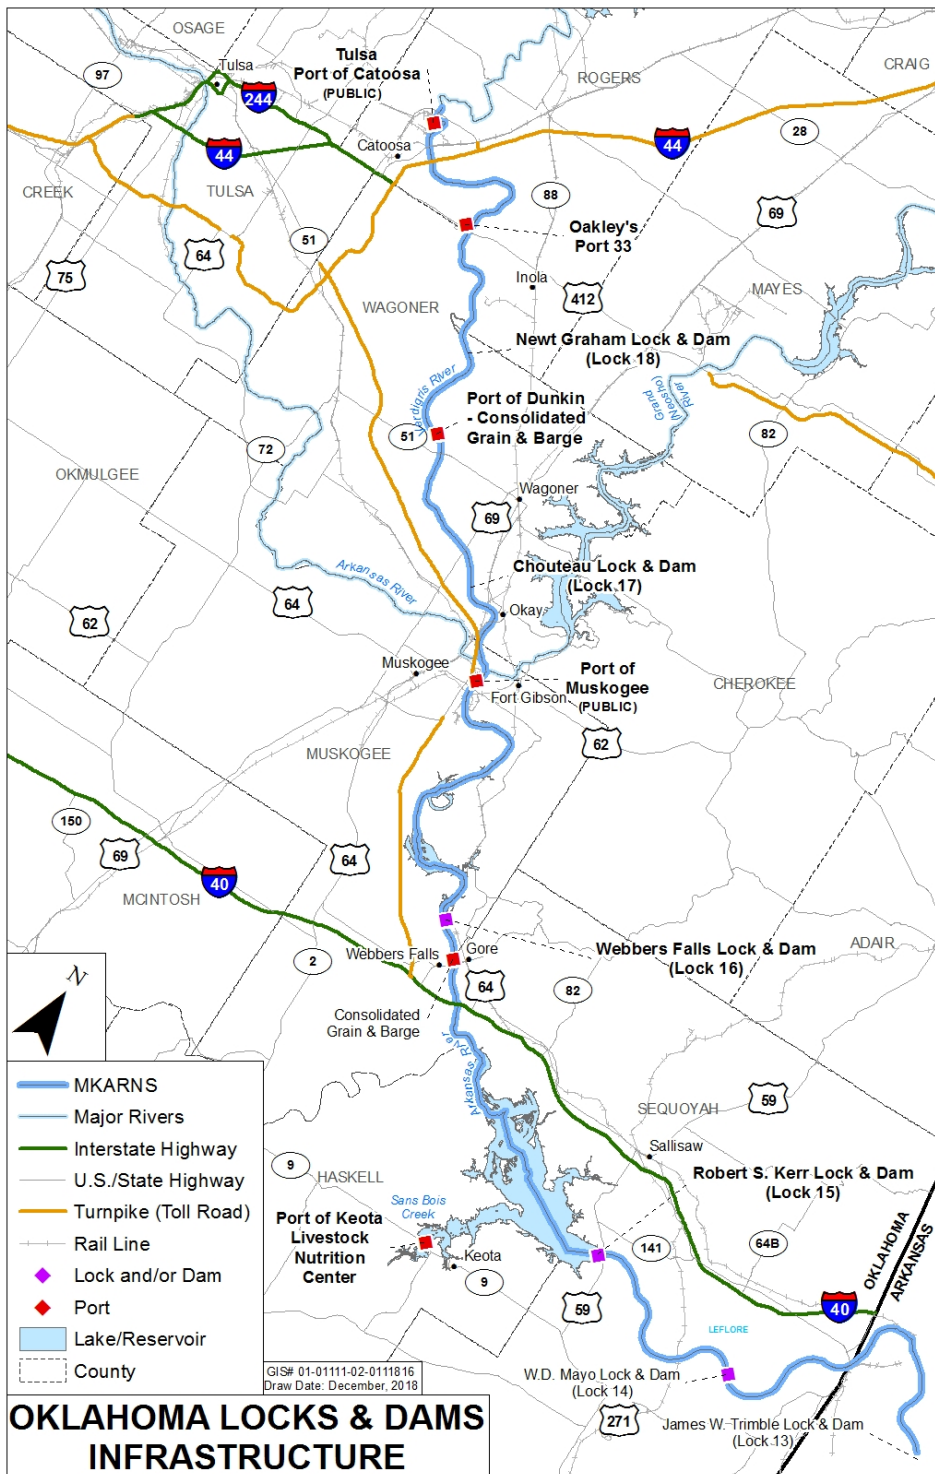 OSAGE
Tulsa
Port of Catoosa
(PUBLIC)
ROGERS
CRAIG
97
Tulsa
244
28
44
44
Catoosa
CREEK
TULSA
88
69
Oakley's
Port 33
51
64
75
Inola
412
MAYES
WAGONER
Newt Graham Lock & Dam
(Lock 18)
Verdigris River
Grand
(Neosho)
River
Port of Dunkin
- Consolidated
Grain & Barge
51
82
72
OKMULGEE
Wagoner
69
Chouteau Lock & Dam
(Lock 17)
Arkansas River
64
62
Okay
Muskogee
Port of
Muskogee
(PUBLIC)
Fort Gibson
CHEROKEE
62
MUSKOGEE
150
69
64
40
MCINTOSH
ADAIR
Webbers Falls Lock & Dam
(Lock 16)
2
Webbers Falls
Gore
64
82
Consolidated
Grain & Barge
N
Arkansas River
59
SEQUOYAH
Sallisaw
Robert S. Kerr Lock & Dam
(Lock 15)
9
HASKELL
Sans Bois
Creek
Port of Keota
Livestock
Nutrition
Center
Keota
9
141
64B
59
40
OKLAHOMA
ARKANSAS
LEFLORE
W.D. Mayo Lock & Dam
(Lock 14)
271
James W. Trimble Lock & Dam
(Lock 13)
MKARNS
Major Rivers
Interstate Highway
U.S./State Highway
Turnpike (Toll Road)
Rail Line
Lock and/or Dam
Port
Lake/Reservoir
County
GIS# 01-01111-02-0111816
Draw Date: December, 2018
OKLAHOMA LOCKS & DAMS
INFRASTRUCTURE